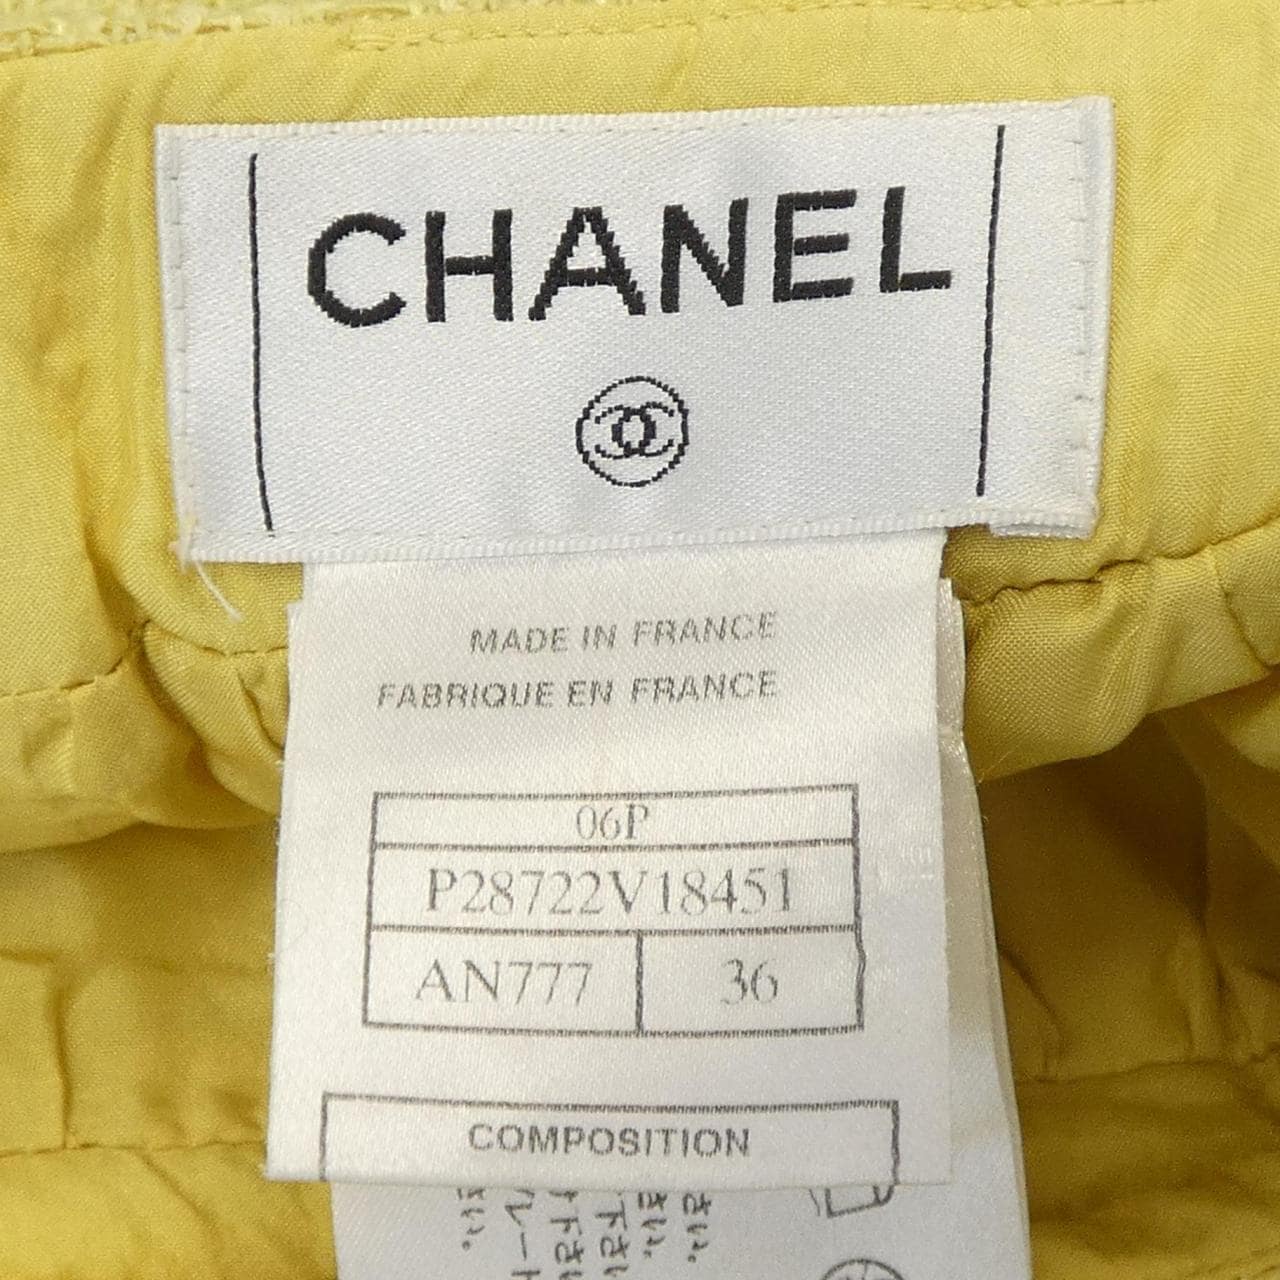 CHANEL
MADE IN FRANCE
FABRIQUE EN FRANCE
06P
P28722V18451
AN777 36
COMPOSITION